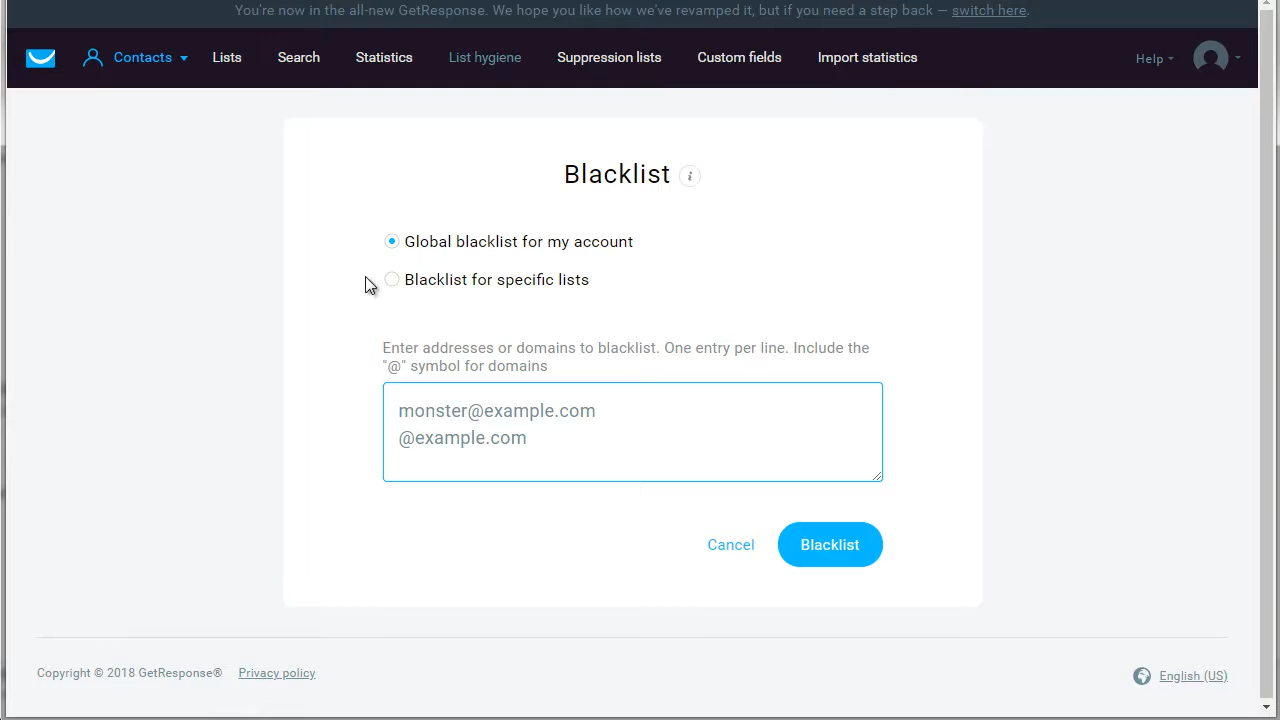 You're now in the all-new GetResponse. We hope you like how we've revamped it, but if you need a step back — switch here.
Contacts Lists Search Statistics List hygiene Suppression lists Custom fields Import statistics Help
Blacklist i
Global blacklist for my account
Blacklist for specific lists
Enter addresses or domains to blacklist. One entry per line. Include the
"@" symbol for domains
monster@example.com
@example.com
Cancel Blacklist
Copyright © 2018 GetResponse® Privacy policy English (US)